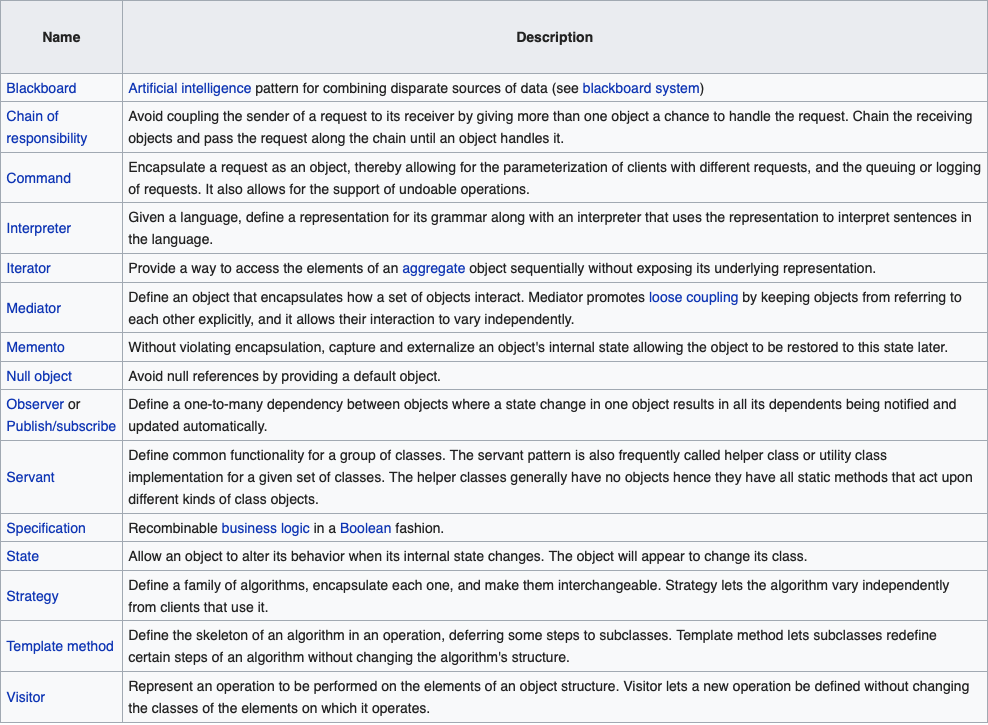 Name Description
Blackboard Artificial intelligence pattern for combining disparate sources of data (see blackboard system)
Chain of
responsibility
Avoid coupling the sender of a request to its receiver by giving more than one object a chance to handle the request. Chain the receiving
objects and pass the request along the chain until an object handles it.
Command
Encapsulate a request as an object, thereby allowing for the parameterization of clients with different requests, and the queuing or logging
of requests. It also allows for the support of undoable operations.
Interpreter
Given a language, define a representation for its grammar along with an interpreter that uses the representation to interpret sentences in
the language.
Iterator Provide a way to access the elements of an aggregate object sequentially without exposing its underlying representation.
Mediator
Define an object that encapsulates how a set of objects interact. Mediator promotes loose coupling by keeping objects from referring to
each other explicitly, and it allows their interaction to vary independently.
Memento Without violating encapsulation, capture and externalize an object's internal state allowing the object to be restored to this state later.
Null object Avoid null references by providing a default object.
Observer or
Publish/subscribe
Define a one-to-many dependency between objects where a state change in one object results in all its dependents being notified and
updated automatically.
Servant
Define common functionality for a group of classes. The servant pattern is also frequently called helper class or utility class
implementation for a given set of classes. The helper classes generally have no objects hence they have all static methods that act upon
different kinds of class objects.
Specification Recombinable business logic in a Boolean fashion.
State Allow an object to alter its behavior when its internal state changes. The object will appear to change its class.
Strategy
Define a family of algorithms, encapsulate each one, and make them interchangeable. Strategy lets the algorithm vary independently
from clients that use it.
Template method
Define the skeleton of an algorithm in an operation, deferring some steps to subclasses. Template method lets subclasses redefine
certain steps of an algorithm without changing the algorithm's structure.
Visitor
Represent an operation to be performed on the elements of an object structure. Visitor lets a new operation be defined without changing
the classes of the elements on which it operates.